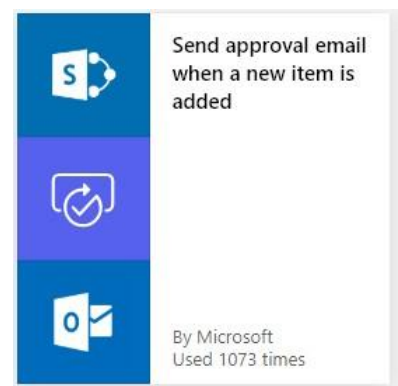 S
Send approval email
when a new item is
added
O
By Microsoft
Used 1073 times